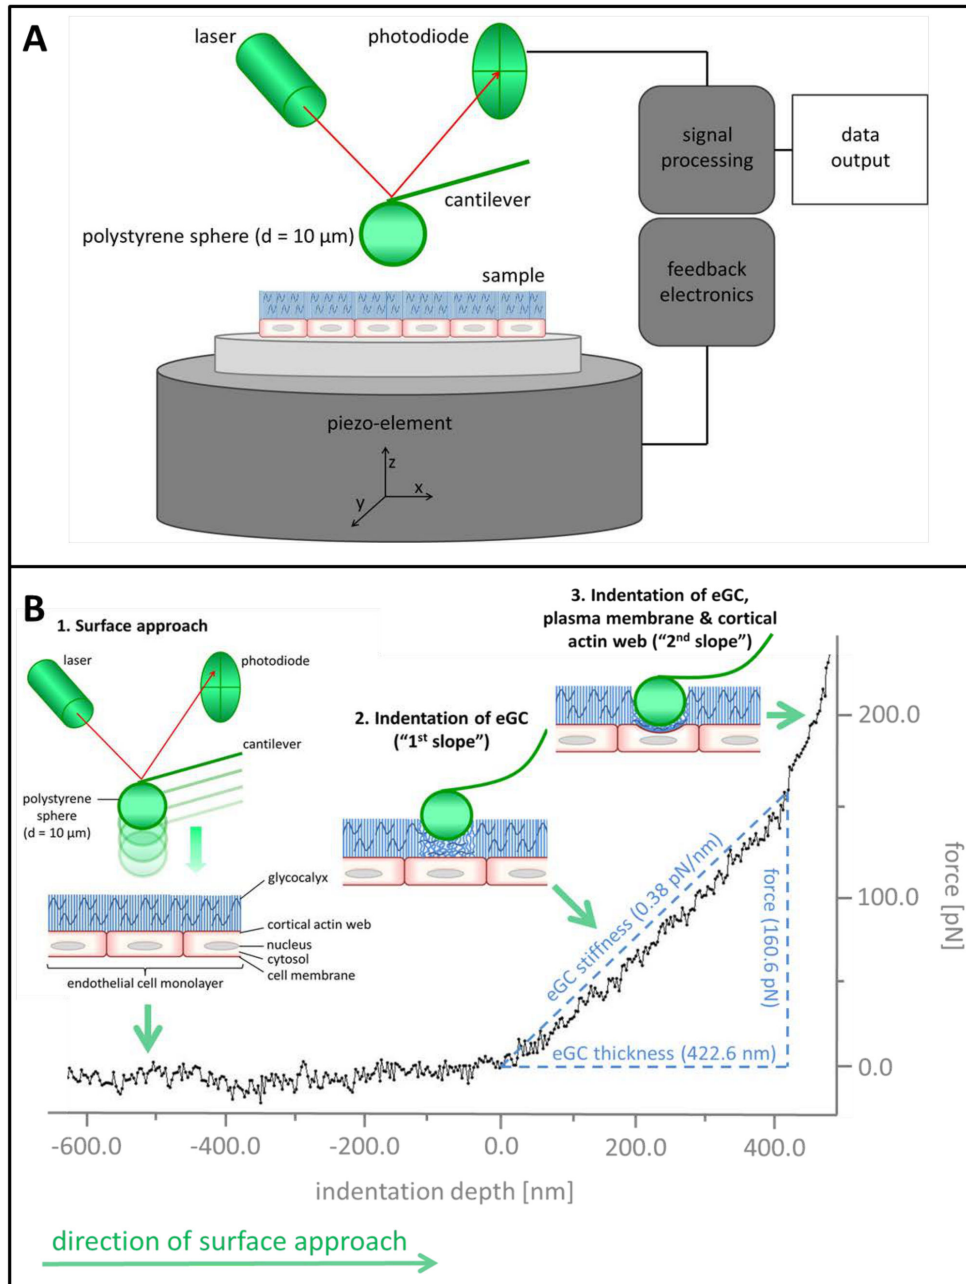 A
laser
photodiode
cantilever
polystyrene sphere (d = 10 µm)
sample
signal
processing
data
output
feedback
electronics
piezo-element
z
x
y
B
1. Surface approach
laser
photodiode
cantilever
polystyrene
sphere
(d = 10 µm)
glycocalyx
cortical actin web
nucleus
cytosol
cell membrane
endothelial cell monolayer
2. Indentation of eGC
(“1st slope”)
3. Indentation of eGC,
plasma membrane & cortical
actin web (“2nd slope”)
eGC stiffness (0.38 pN/nm)
force
(160.6 pN)
eGC thickness (422.6 nm)
200.0
100.0
0.0
force [pN]
-600.0
-400.0
-200.0
0.0
200.0
400.0
indentation depth [nm]
direction of surface approach